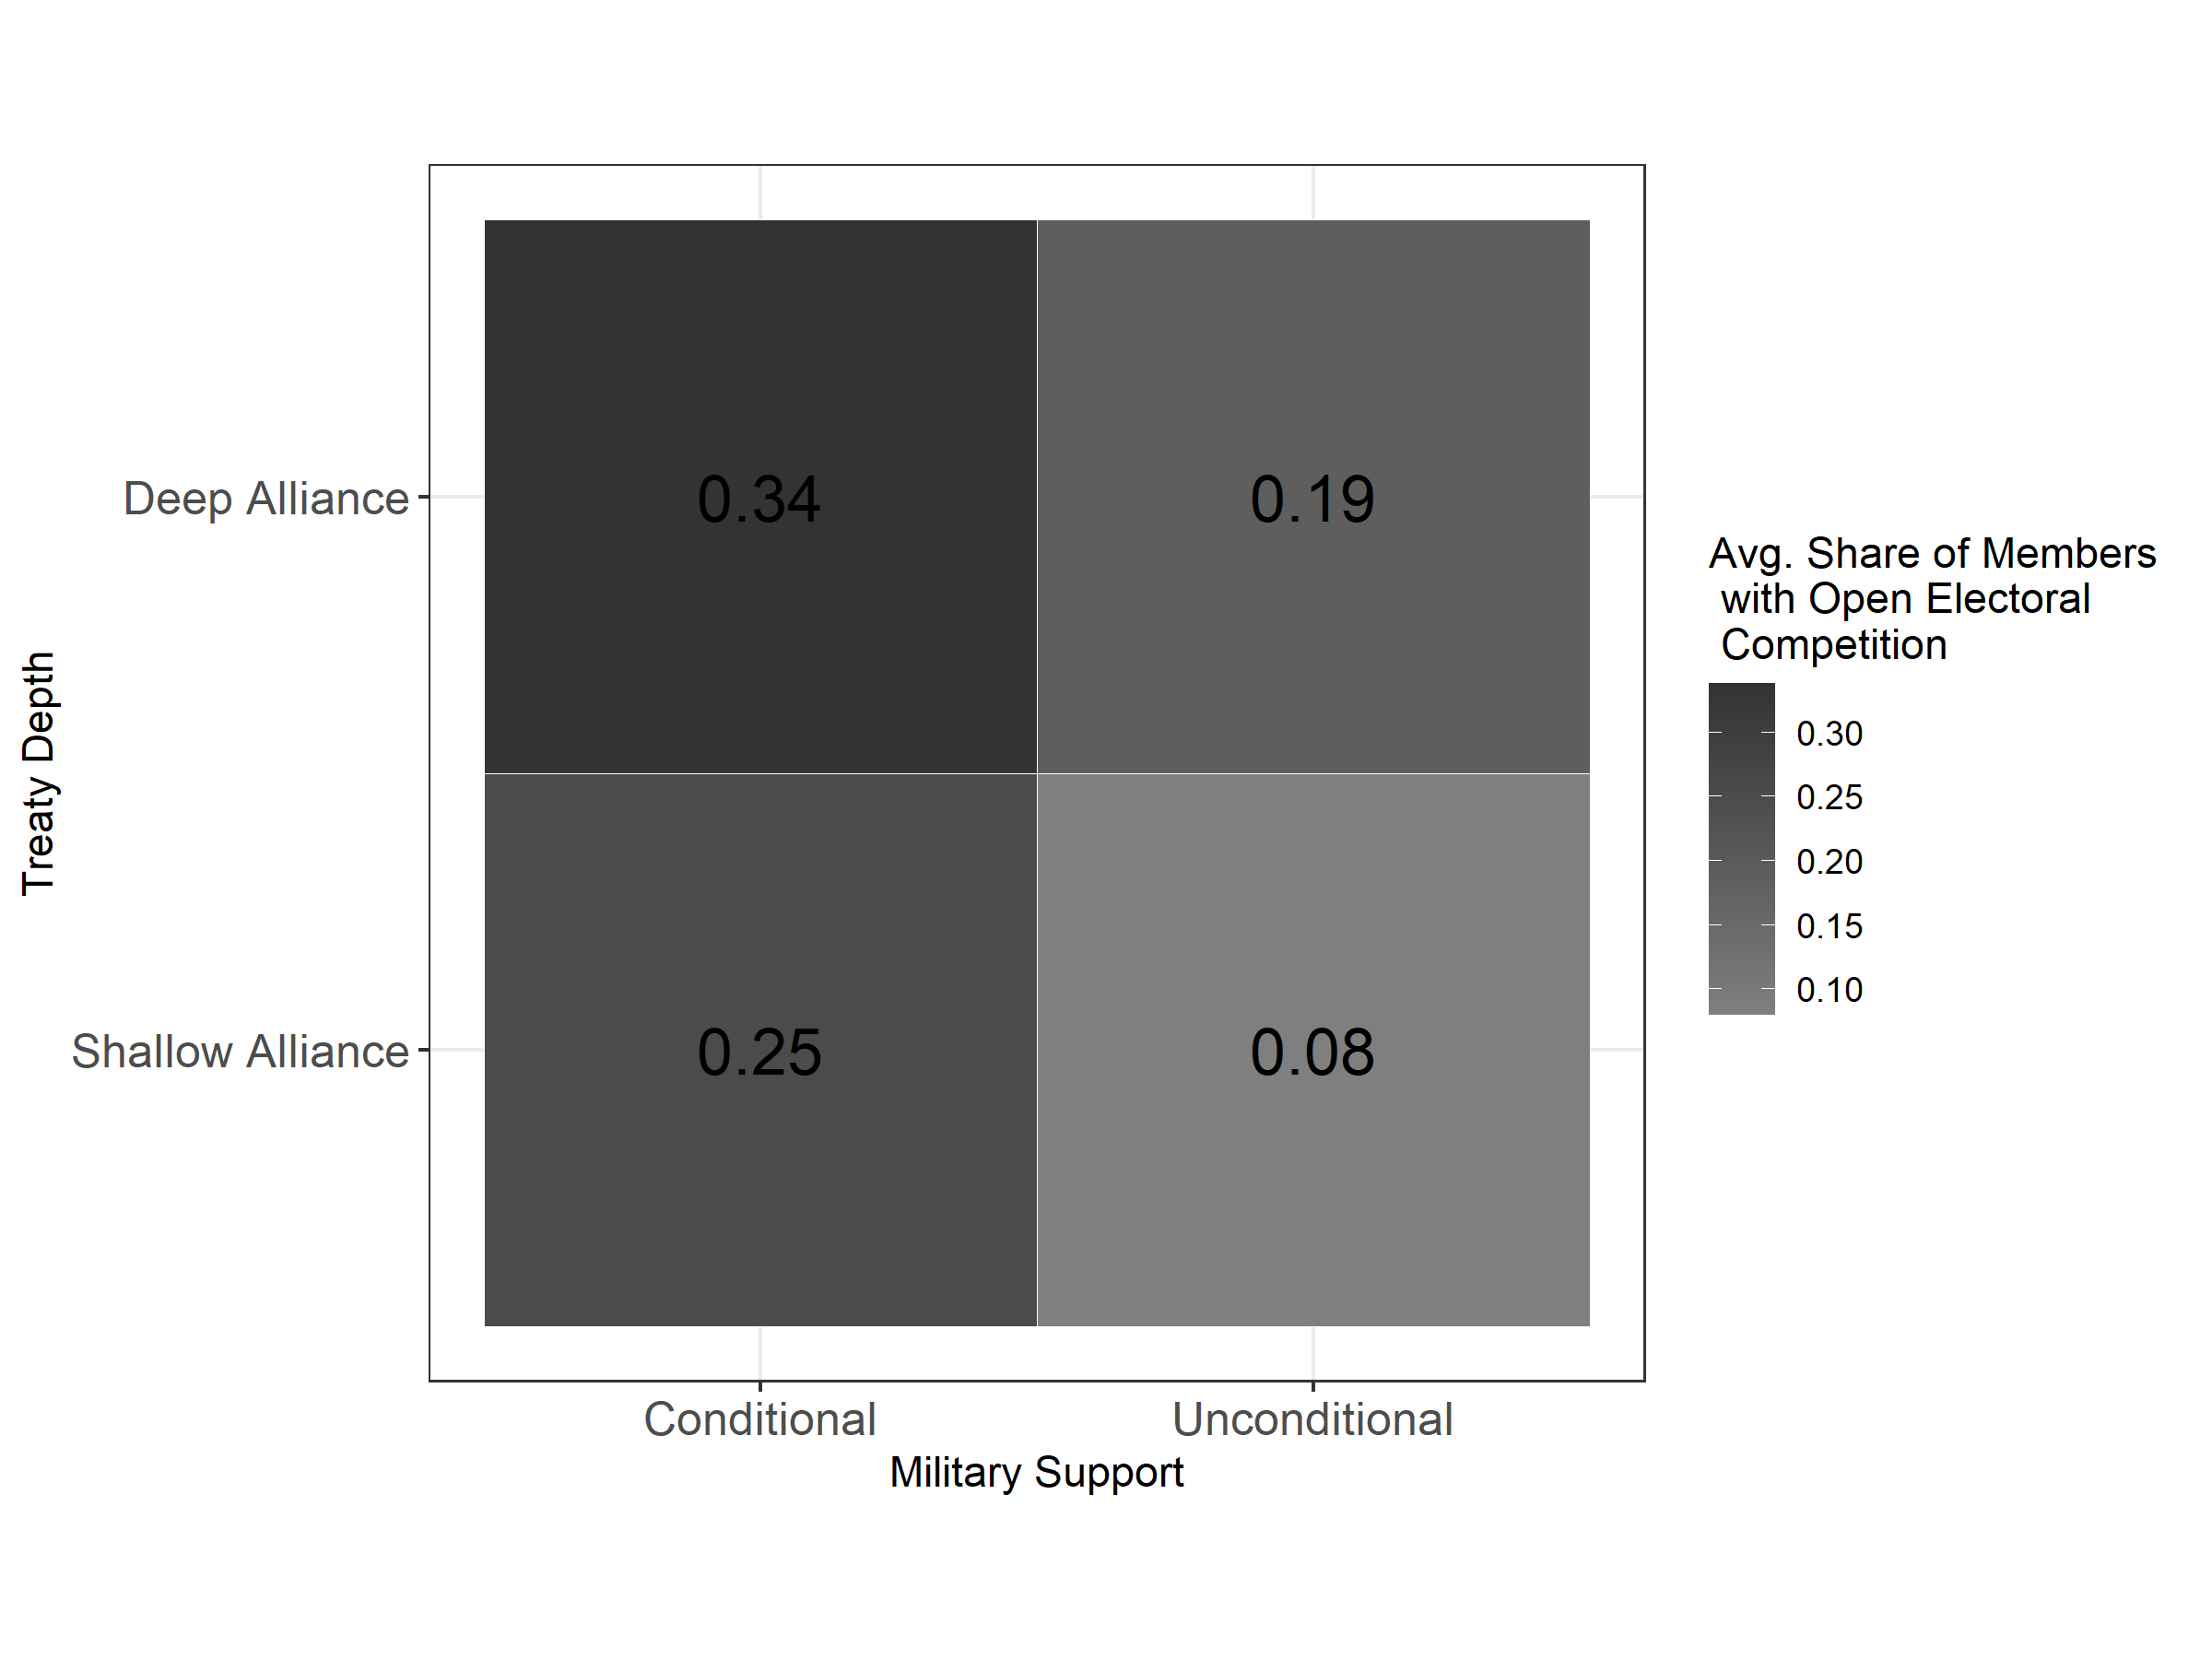 Treaty Depth
Deep Alliance
Shallow Alliance
0.34
0.19
0.25
0.08
Conditional
Unconditional
Military Support
Avg. Share of Members
with Open Electoral
Competition
0.30
0.25
0.20
0.15
0.10